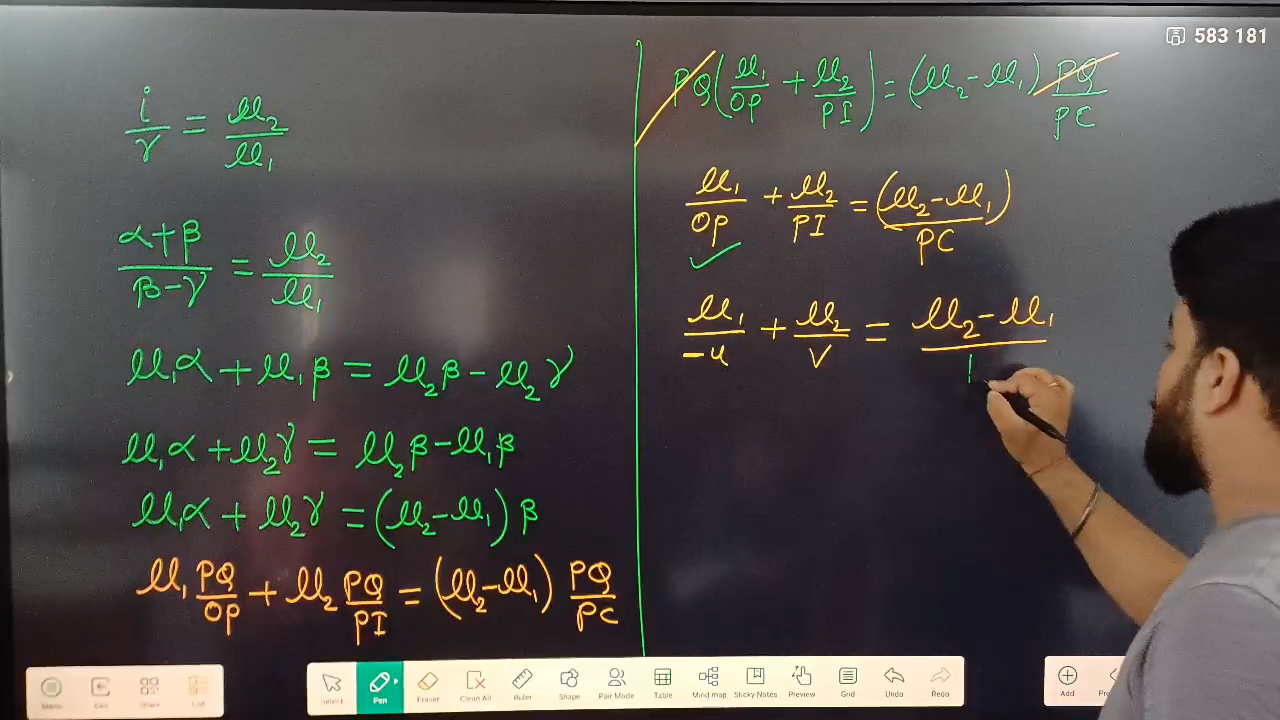 583 181
i/r = μ₂/μ₁
α+β/β-γ = μ₂/μ₁
μ₁α + μ₁β = μ₂β - μ₂γ
μ₁α + μ₂γ = μ₂β - μ₁β
μ₁α + μ₂γ = (μ₂-μ₁) β
μ₁ PQ/OP + μ₂ PQ/PI = (μ₂-μ₁) PQ/PC
PQ(μ₁/OP + μ₂/PI) = (μ₂-μ₁) PQ/PC
μ₁/OP + μ₂/PI = (μ₂-μ₁)/PC
μ₁/-u + μ₂/v = μ₂-μ₁/
Select Pen Eraser Clean All Ruler Shape Pair Mode Table Mind map Sticky Notes Preview Grid Undo Redo Add